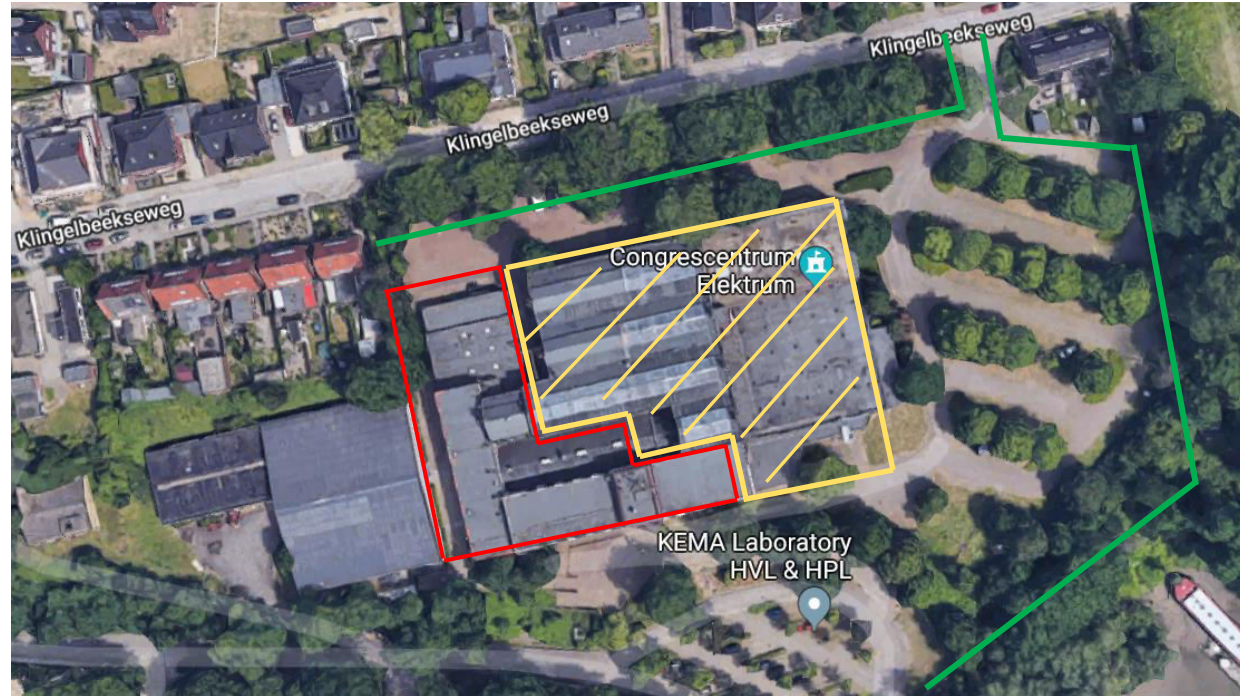 Klingelbeekseweg
Klingelbeekseweg
Klingelbeekseweg
Congrescentrum
Elektrum
KEMA Laboratory
HVL & HPL